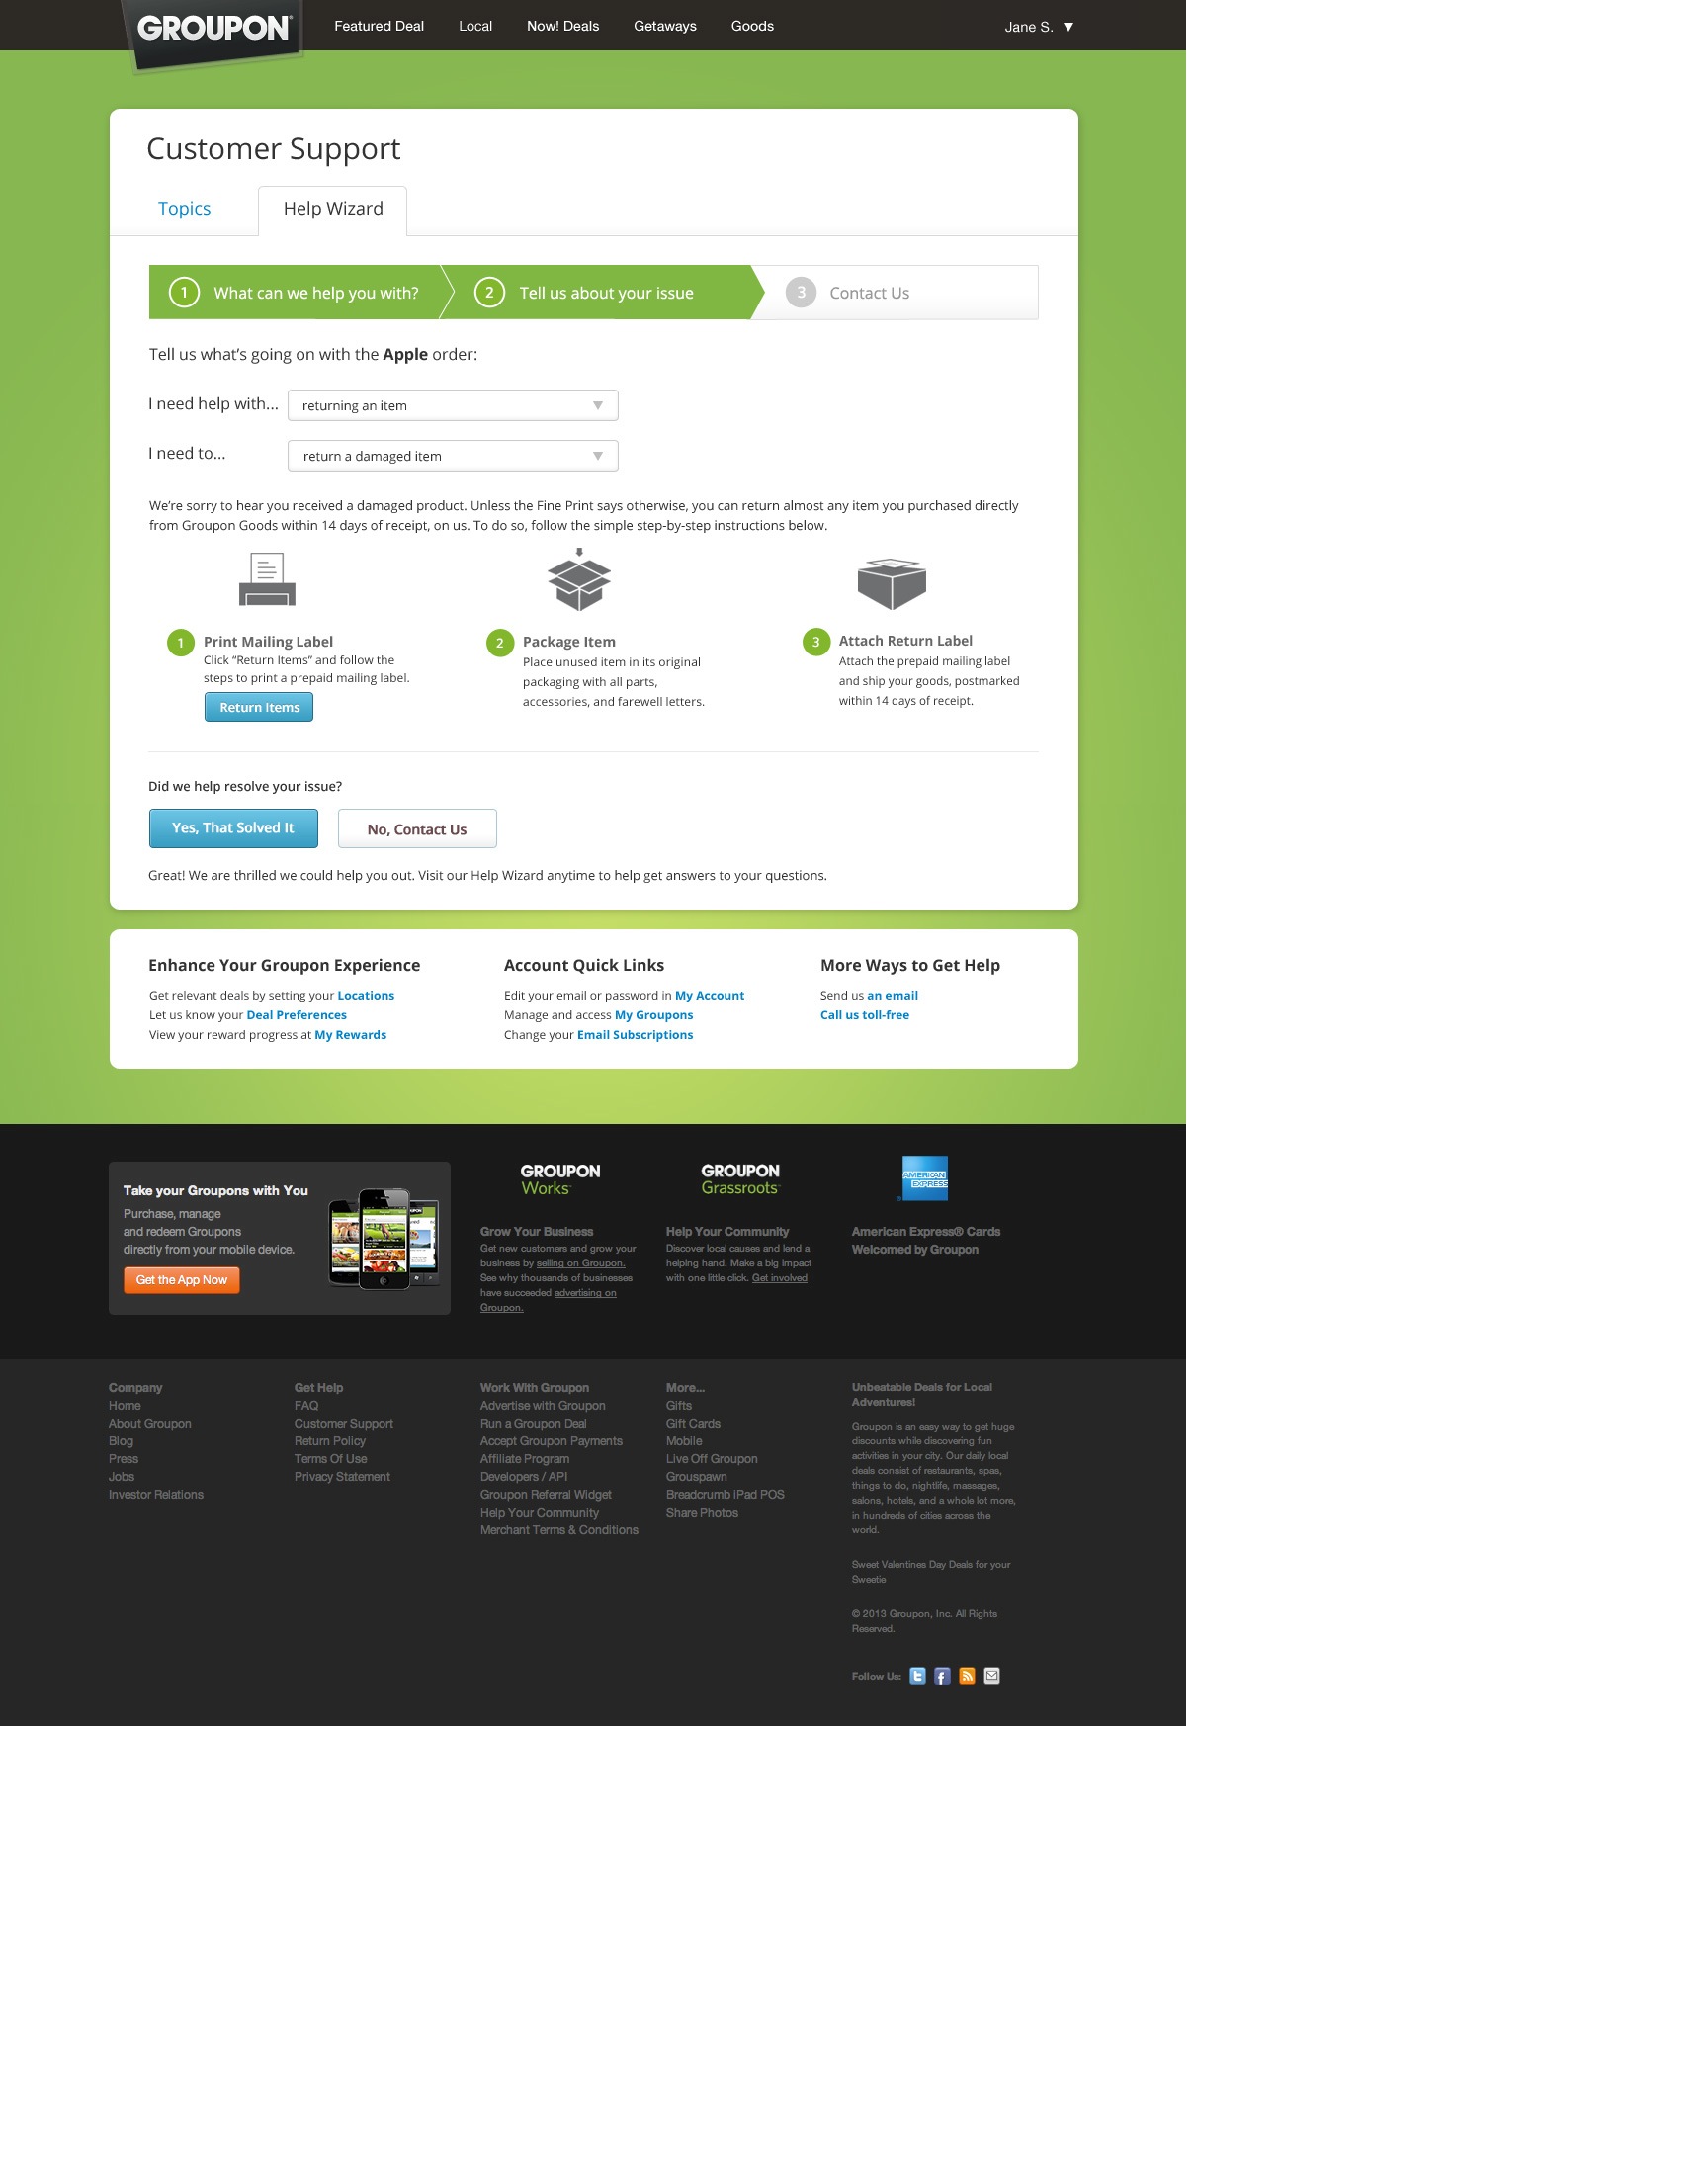 GROUPON
Featured Deal
Local
Now! Deals
Getaways
Goods
Jane S.
Customer Support
Topics
Help Wizard
1 What can we help you with?
2 Tell us about your issue
3 Contact Us
Tell us what's going on with the Apple order:
I need help with...
returning an item
I need to...
return a damaged item
We're sorry to hear you received a damaged product. Unless the Fine Print says otherwise, you can return almost any item you purchased directly
from Groupon Goods within 14 days of receipt, on us. To do so, follow the simple step-by-step instructions below.
1 Print Mailing Label
Click “Return Items” and follow the
steps to print a prepaid mailing label.
Return Items
2 Package Item
Place unused item in its original
packaging with all parts,
accessories, and farewell letters.
3 Attach Return Label
Attach the prepaid mailing label
and ship your goods, postmarked
within 14 days of receipt.
Did we help resolve your issue?
Yes, That Solved It
No, Contact Us
Great! We are thrilled we could help you out. Visit our Help Wizard anytime to help get answers to your questions.
Enhance Your Groupon Experience
Get relevant deals by setting your Locations
Let us know your Deal Preferences
View your reward progress at My Rewards
Account Quick Links
Edit your email or password in My Account
Manage and access My Groupons
Change your Email Subscriptions
More Ways to Get Help
Send us an email
Call us toll-free
Take your Groupons with You
Purchase, manage
and redeem Groupons
directly from your mobile device.
Get the App Now
GROUPON
Works™
Grow Your Business
Get new customers and grow your
business by selling on Groupon.
See why thousands of businesses
have succeeded advertising on
Groupon.
GROUPON
Grassroots™
Help Your Community
Discover local causes and lend a
helping hand. Make a big impact
with one little click. Get involved
AMERICAN
EXPRESS
®
American Express® Cards
Welcomed by Groupon
Company
Home
About Groupon
Blog
Press
Jobs
Investor Relations
Get Help
FAQ
Customer Support
Return Policy
Terms Of Use
Privacy Statement
Work With Groupon
Advertise with Groupon
Run a Groupon Deal
Accept Groupon Payments
Affiliate Program
Developers / API
Groupon Referral Widget
Help Your Community
Merchant Terms & Conditions
More...
Gifts
Gift Cards
Mobile
Live Off Groupon
Grouspawn
Breadcrumb iPad POS
Share Photos
Unbeatable Deals for Local
Adventures!
Groupon is an easy way to get huge
discounts while discovering fun
activities in your city. Our daily local
deals consist of restaurants, spas,
things to do, nightlife, massages,
salons, hotels, and a whole lot more,
in hundreds of cities across the
world.
Sweet Valentines Day Deals for your
Sweetie
© 2013 Groupon, Inc. All Rights
Reserved.
Follow Us: